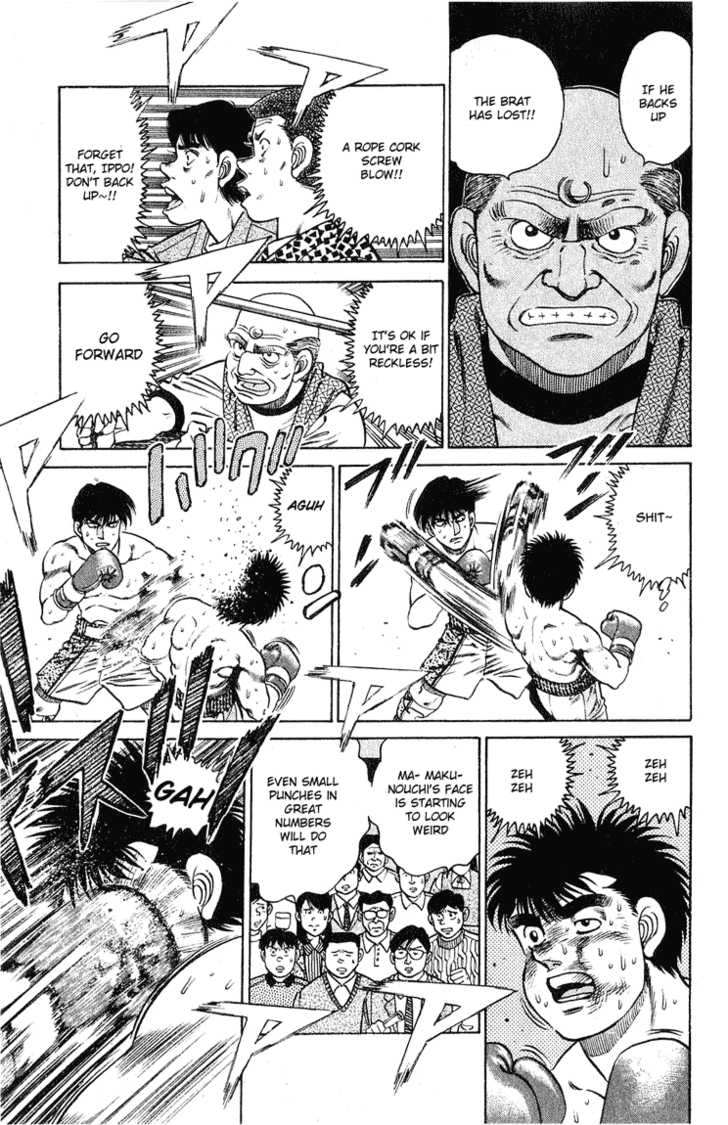 IF HE
BACKS
UP
THE BRAT
HAS LOST!!
A ROPE CORK
SCREW
BLOW!!
FORGET
THAT, IPPO!
DON'T BACK
UP~!!
IT'S OK IF
YOU'RE A BIT
RECKLESS!
GO
FORWARD
SHIT~
AGUH
ZEH
ZEH
ZEH
ZEH
MA- MAKU-
NOUCHI'S FACE
IS STARTING
TO LOOK
WEIRD
EVEN SMALL
PUNCHES IN
GREAT
NUMBERS
WILL DO
THAT
GAH